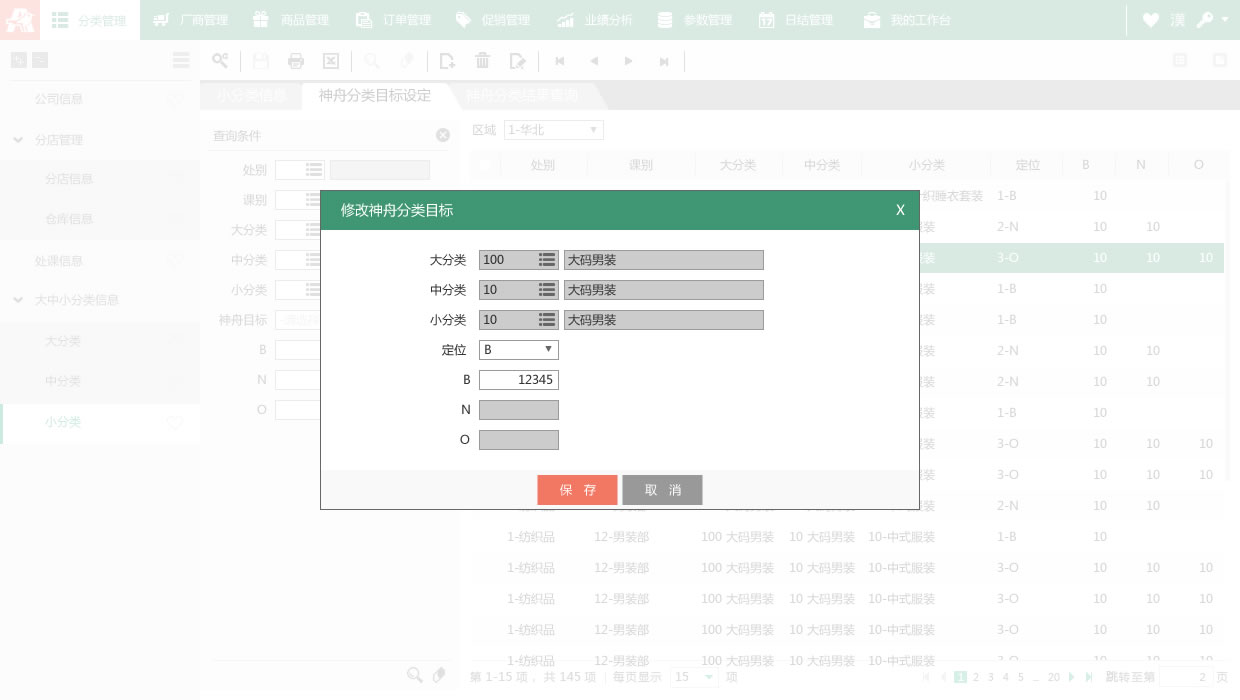 分类管理 厂商管理 商品管理 订单管理 促销管理 业绩分析 参数管理 日结管理 我的工作台 漢
小分类信息 神舟分类目标设定 神舟分类结果查询
公司信息
分店管理
分店信息
仓库信息
处课信息
大中小分类信息
大分类
中分类
小分类
查询条件
处别
课别
大分类
中分类
小分类
神舟目标
B
N
O
区域 1-华北
处别 课别 大分类 中分类 小分类 定位 B N O
织睡衣套装 1-B 10
装 2-N 10 10
装 3-O 10 10 10
装 1-B 10
装 1-B 10
装 2-N 10 10
装 2-N 10 10
装 1-B 10
装 3-O 10 10 10
装 3-O 10 10 10
装 2-N 10 10
1-纺织品 12-男装部 100 大码男装 10 大码男装 10-中式服装 1-B 10
1-纺织品 12-男装部 100 大码男装 10 大码男装 10-中式服装 3-O 10 10 10
1-纺织品 12-男装部 100 大码男装 10 大码男装 10-中式服装 3-O 10 10 10
1-纺织品 12-男装部 100 大码男装 10 大码男装 10-中式服装 3-O 10 10 10
1-纺织品 12-男装部 100 大码男装 10 大码男装 10-中式服装 3-O 10 10 10
第 1-15 项， 共 145 项 每页显示 15 项 1 2 3 4 5 ... 20 跳转至第 2 页
修改神舟分类目标 X
大分类 100 大码男装
中分类 10 大码男装
小分类 10 大码男装
定位 B
B 12345
N
O
保 存 取 消